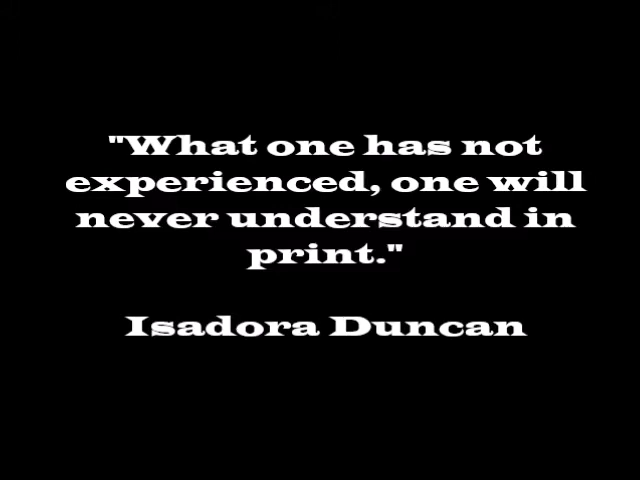 "What one has not
experienced, one will
never understand in
print."
Isadora Duncan